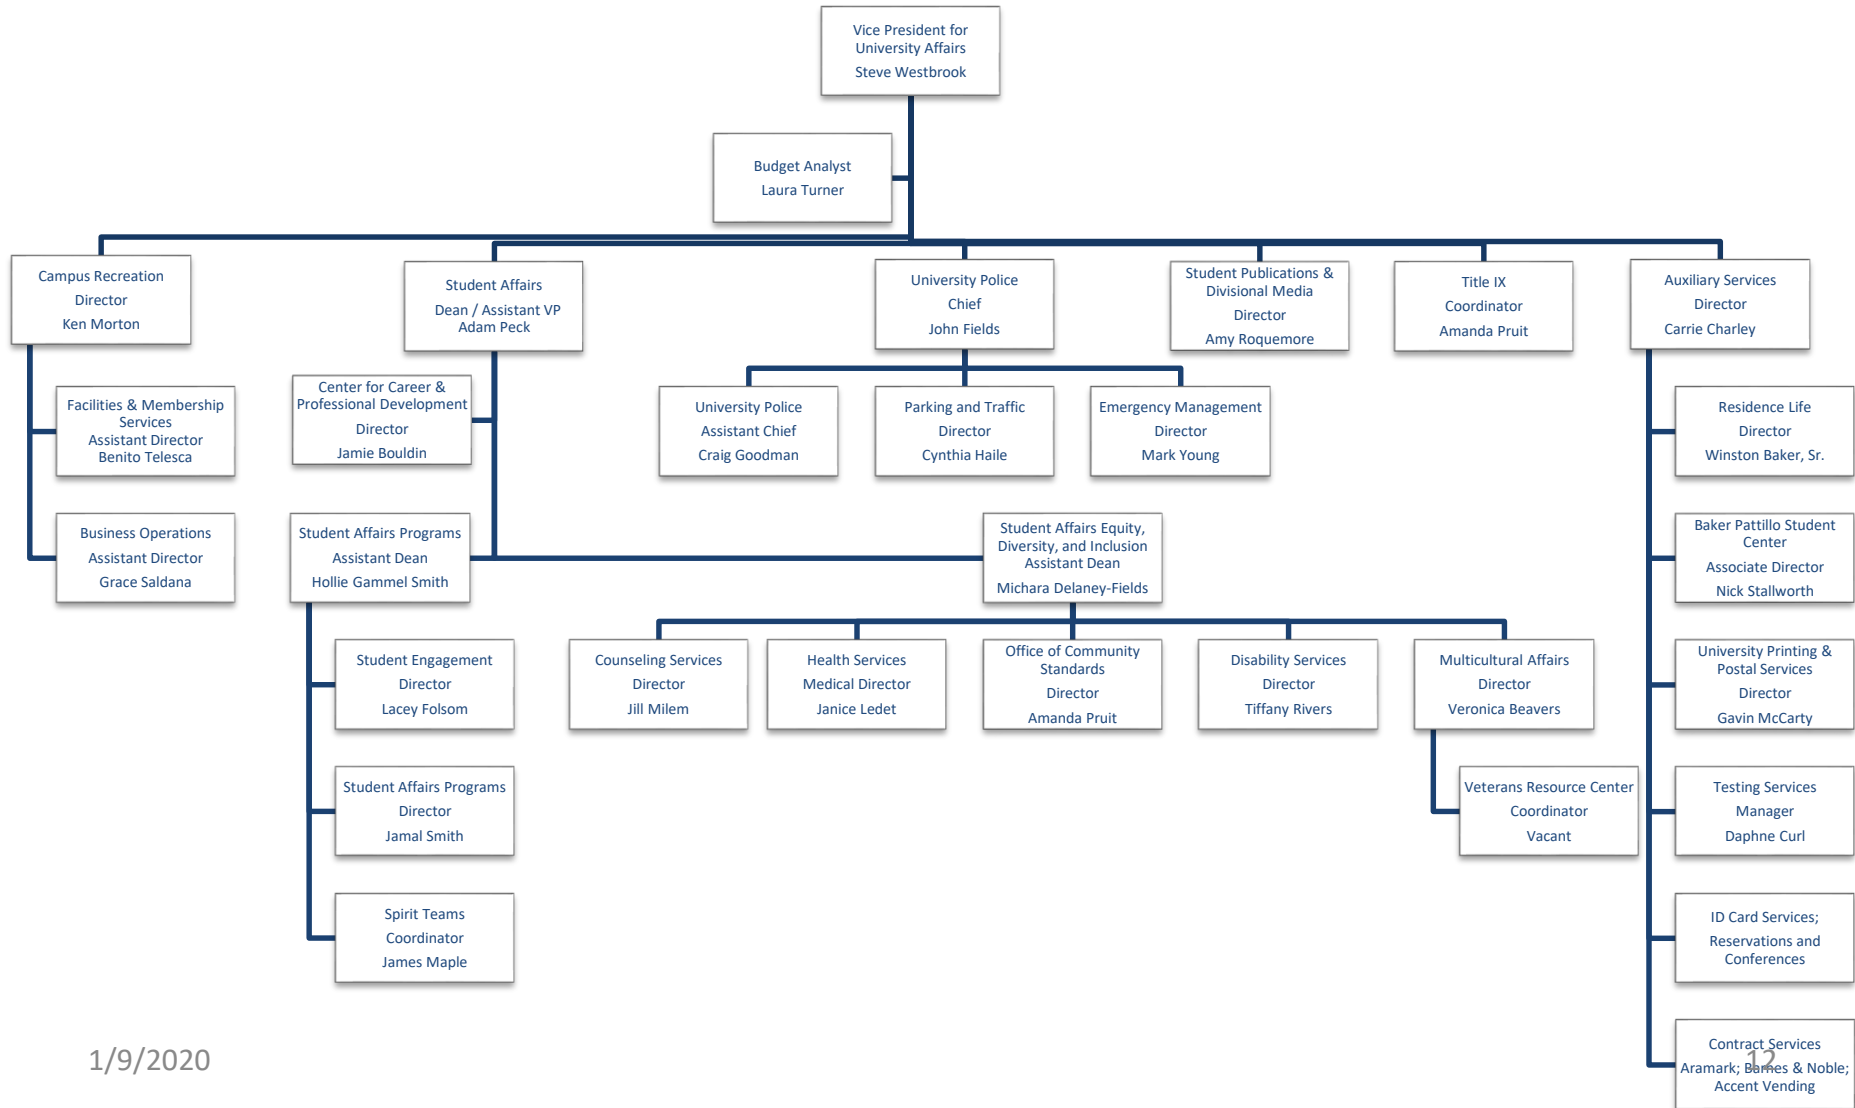 Vice President for
University Affairs
Steve Westbrook
Budget Analyst
Laura Turner
Campus Recreation
Director
Ken Morton
Student Affairs
Dean / Assistant VP
Adam Peck
University Police
Chief
John Fields
Student Publications &
Divisional Media
Director
Amy Roquemore
Title IX
Coordinator
Amanda Pruit
Auxiliary Services
Director
Carrie Charley
Facilities & Membership
Services
Assistant Director
Benito Telesca
Business Operations
Assistant Director
Grace Saldana
Center for Career &
Professional Development
Director
Jamie Bouldin
University Police
Assistant Chief
Craig Goodman
Parking and Traffic
Director
Cynthia Haile
Emergency Management
Director
Mark Young
Residence Life
Director
Winston Baker, Sr.
Student Affairs Programs
Assistant Dean
Hollie Gammel Smith
Student Affairs Equity,
Diversity, and Inclusion
Assistant Dean
Michara Delaney-Fields
Baker Pattillo Student
Center
Associate Director
Nick Stallworth
Student Engagement
Director
Lacey Folsom
Counseling Services
Director
Jill Milem
Health Services
Medical Director
Janice Ledet
Office of Community
Standards
Director
Amanda Pruit
Disability Services
Director
Tiffany Rivers
Multicultural Affairs
Director
Veronica Beavers
University Printing &
Postal Services
Director
Gavin McCarty
Student Affairs Programs
Director
Jamal Smith
Veterans Resource Center
Coordinator
Vacant
Testing Services
Manager
Daphne Curl
Spirit Teams
Coordinator
James Maple
ID Card Services;
Reservations and
Conferences
Contract Services
Aramark; Barnes & Noble;
Accent Vending
1/9/2020
12